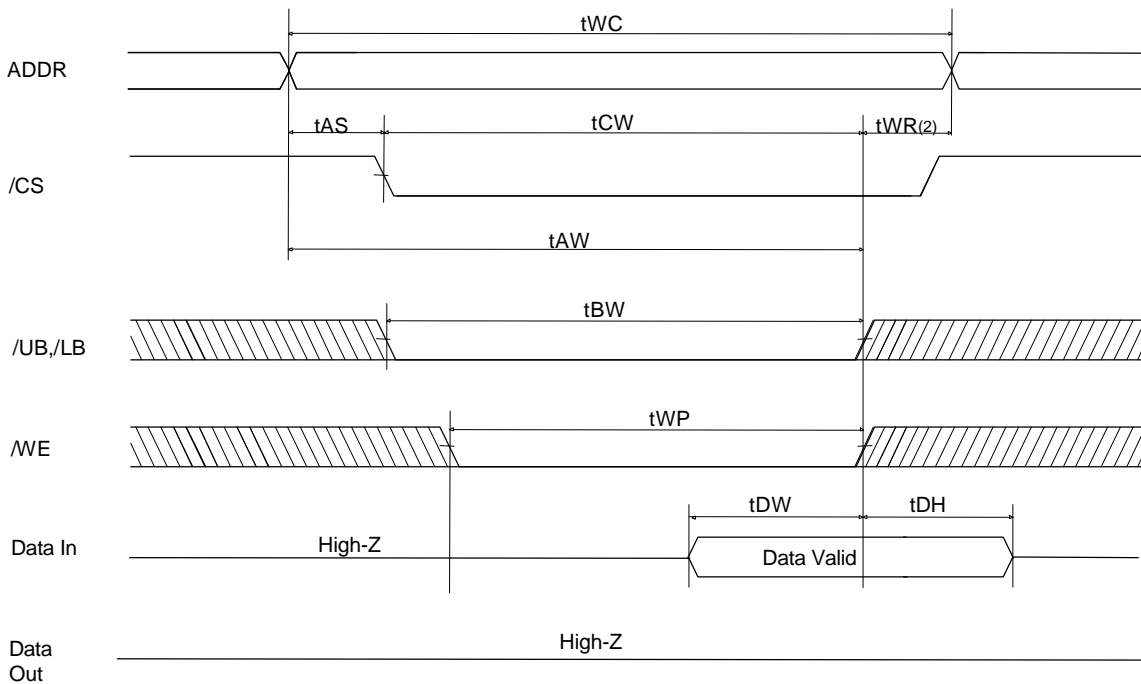 tWC
ADDR
tAS
tCW
tWR(2)
/CS
tAW
tBW
/UB,/LB
tWP
/WE
tDW
tDH
Data In
High-Z
Data Valid
High-Z
Data
Out